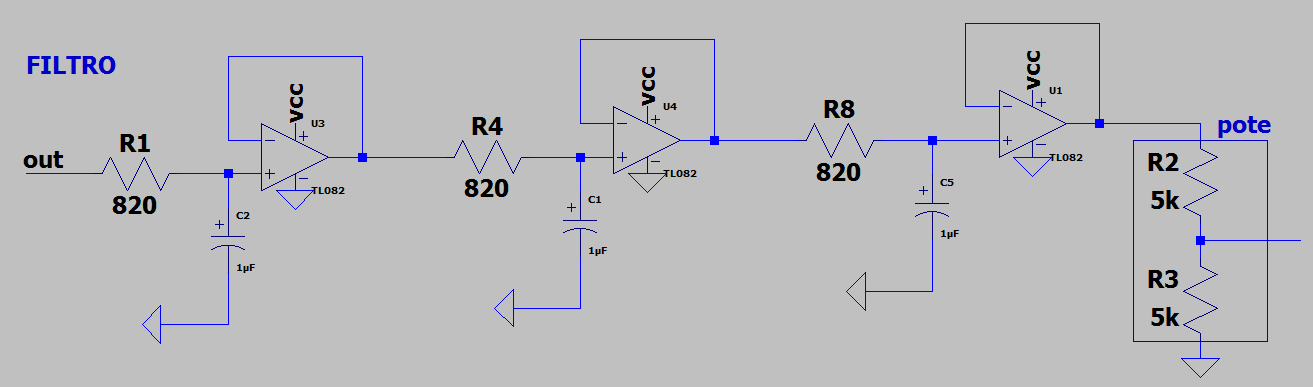 FILTRO
out
R1
820
C2
1µF
VCC
U3
TL082
R4
820
C1
1µF
VCC
U4
TL082
R8
820
C5
1µF
VCC
U1
TL082
pote
R2
5k
R3
5k